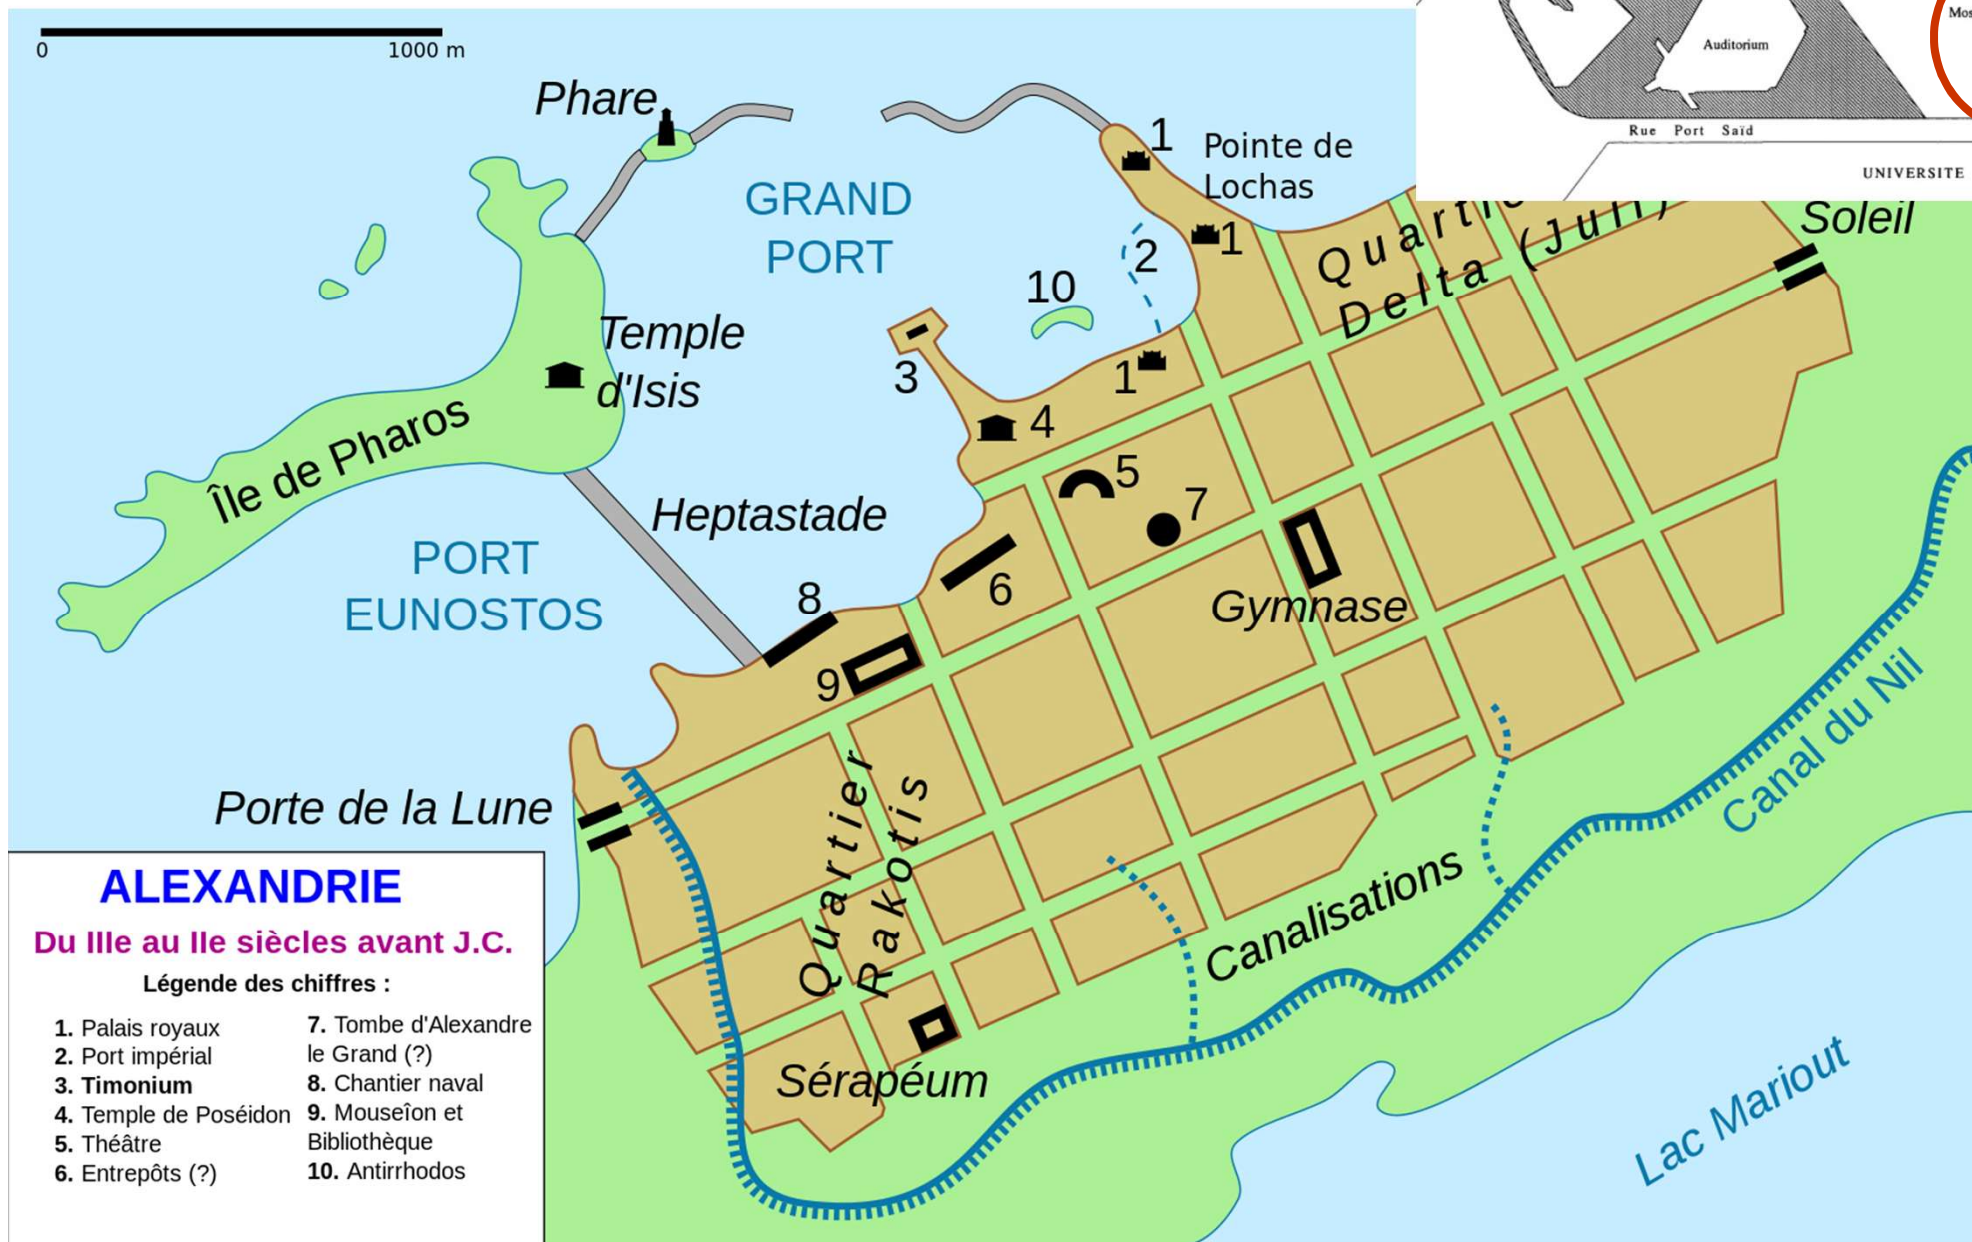 0
1000 m
Auditorium
Rue Port Saïd
UNIVERSITE
Phare
1
Pointe de
Lochas
GRAND
PORT
Soleil
Delta (Juif)
1
2
10
Temple
d'Isis
3
1
4
Île de Pharos
5
7
Heptastade
PORT
EUNOSTOS
6
8
Gymnase
9
Canal du Nil
Porte de la Lune
Quartier
Rakotis
Canalisations
Sérapéum
Lac Mariout
ALEXANDRIE
Du IIIe au IIe siècles avant J.C.
Légende des chiffres :
1. Palais royaux
2. Port impérial
3. Timonium
4. Temple de Poséidon
5. Théâtre
6. Entrepôts (?)
7. Tombe d'Alexandre
le Grand (?)
8. Chantier naval
9. Mouseîon et
Bibliothèque
10. Antirrhodos